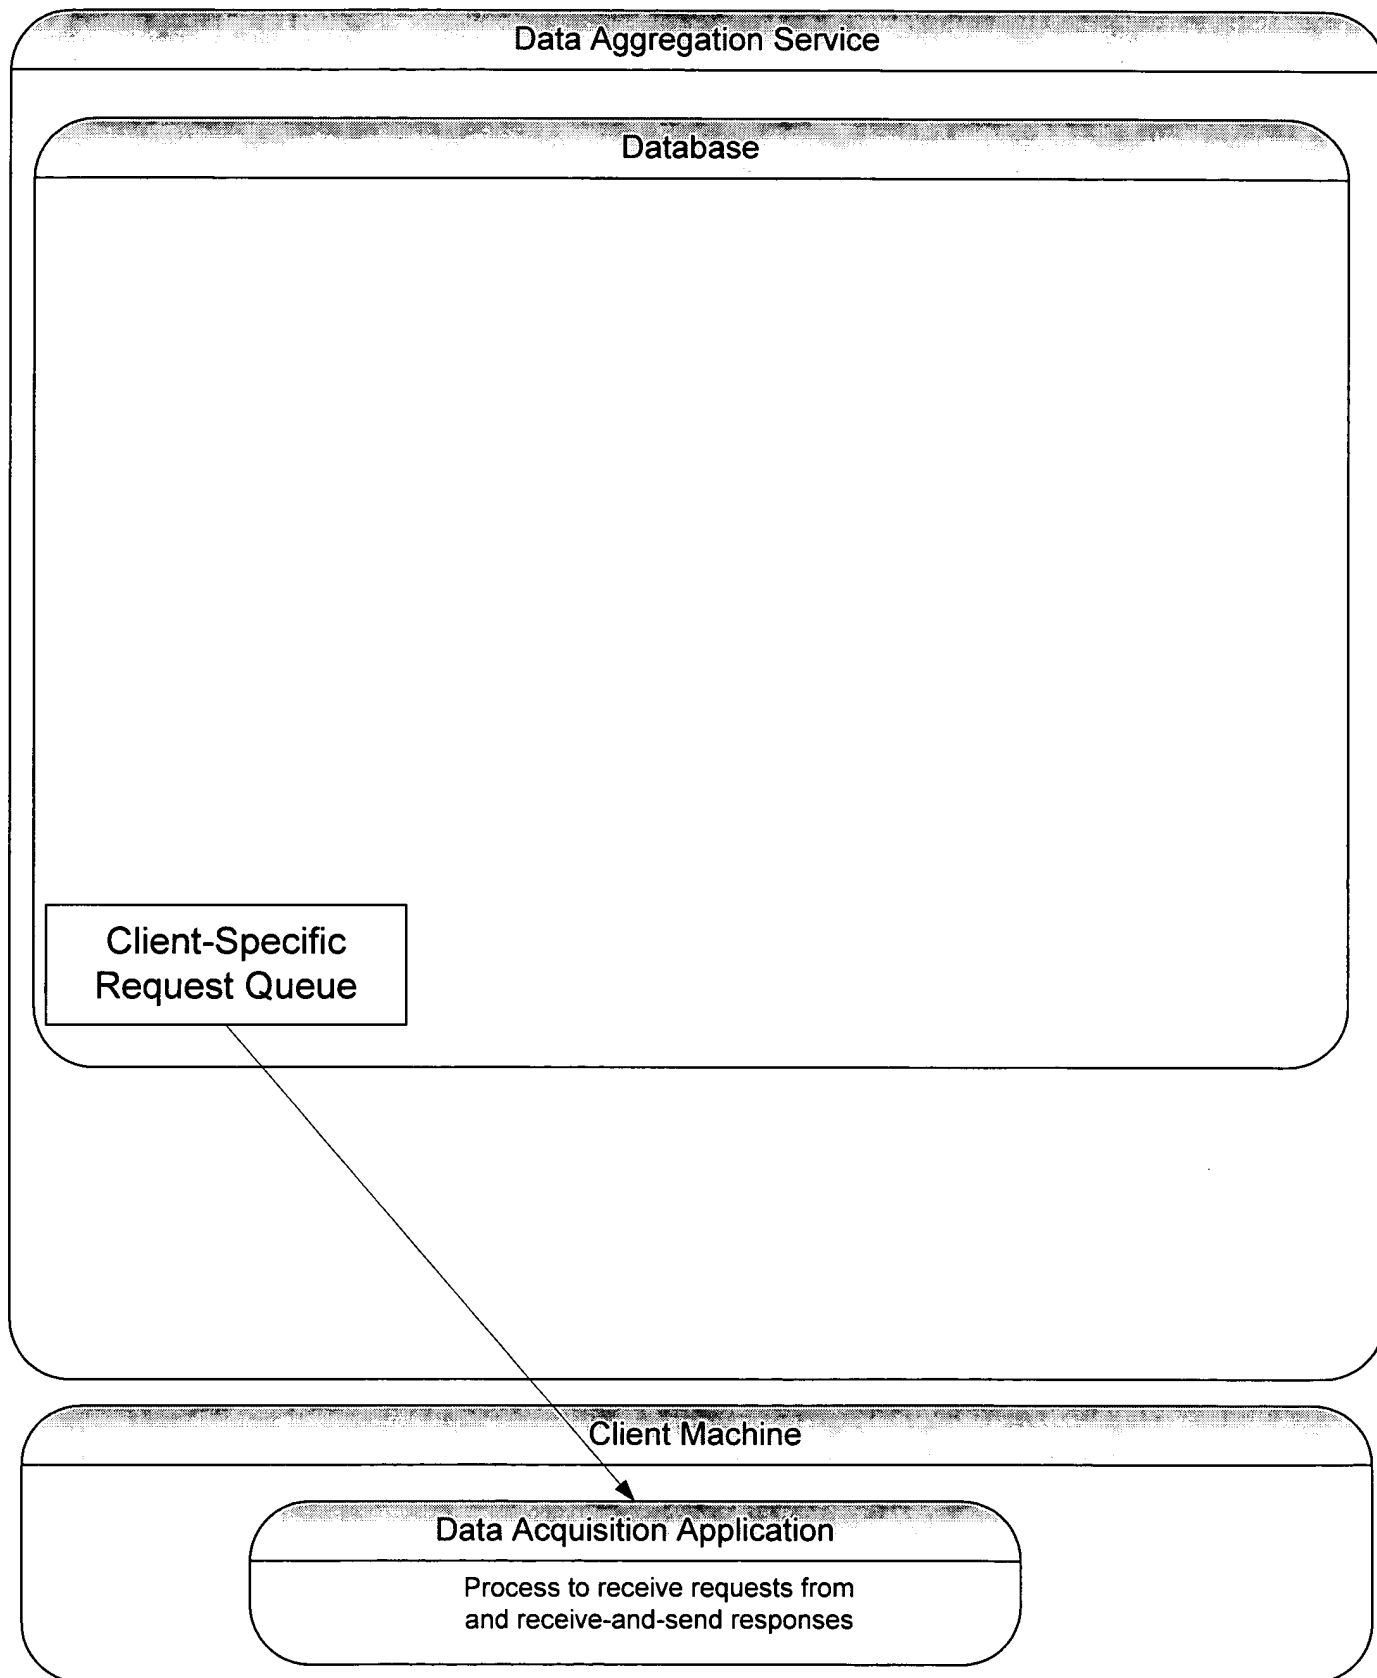 Data Aggregation Service
Database
Client-Specific
Request Queue
Client Machine
Data Acquisition Application
Process to receive requests from
and receive-and-send responses